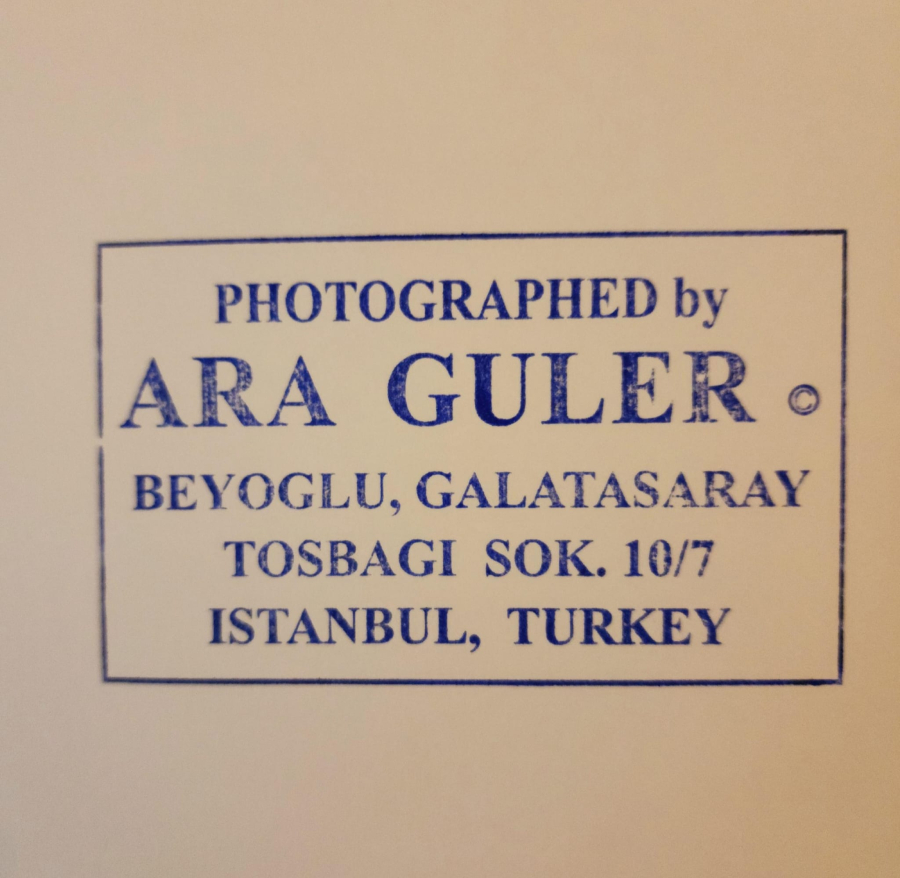 PHOTOGRAPHED by
ARA GULER ©
BEYOGLU, GALATASARAY
TOSBAGI SOK. 10/7
ISTANBUL, TURKEY